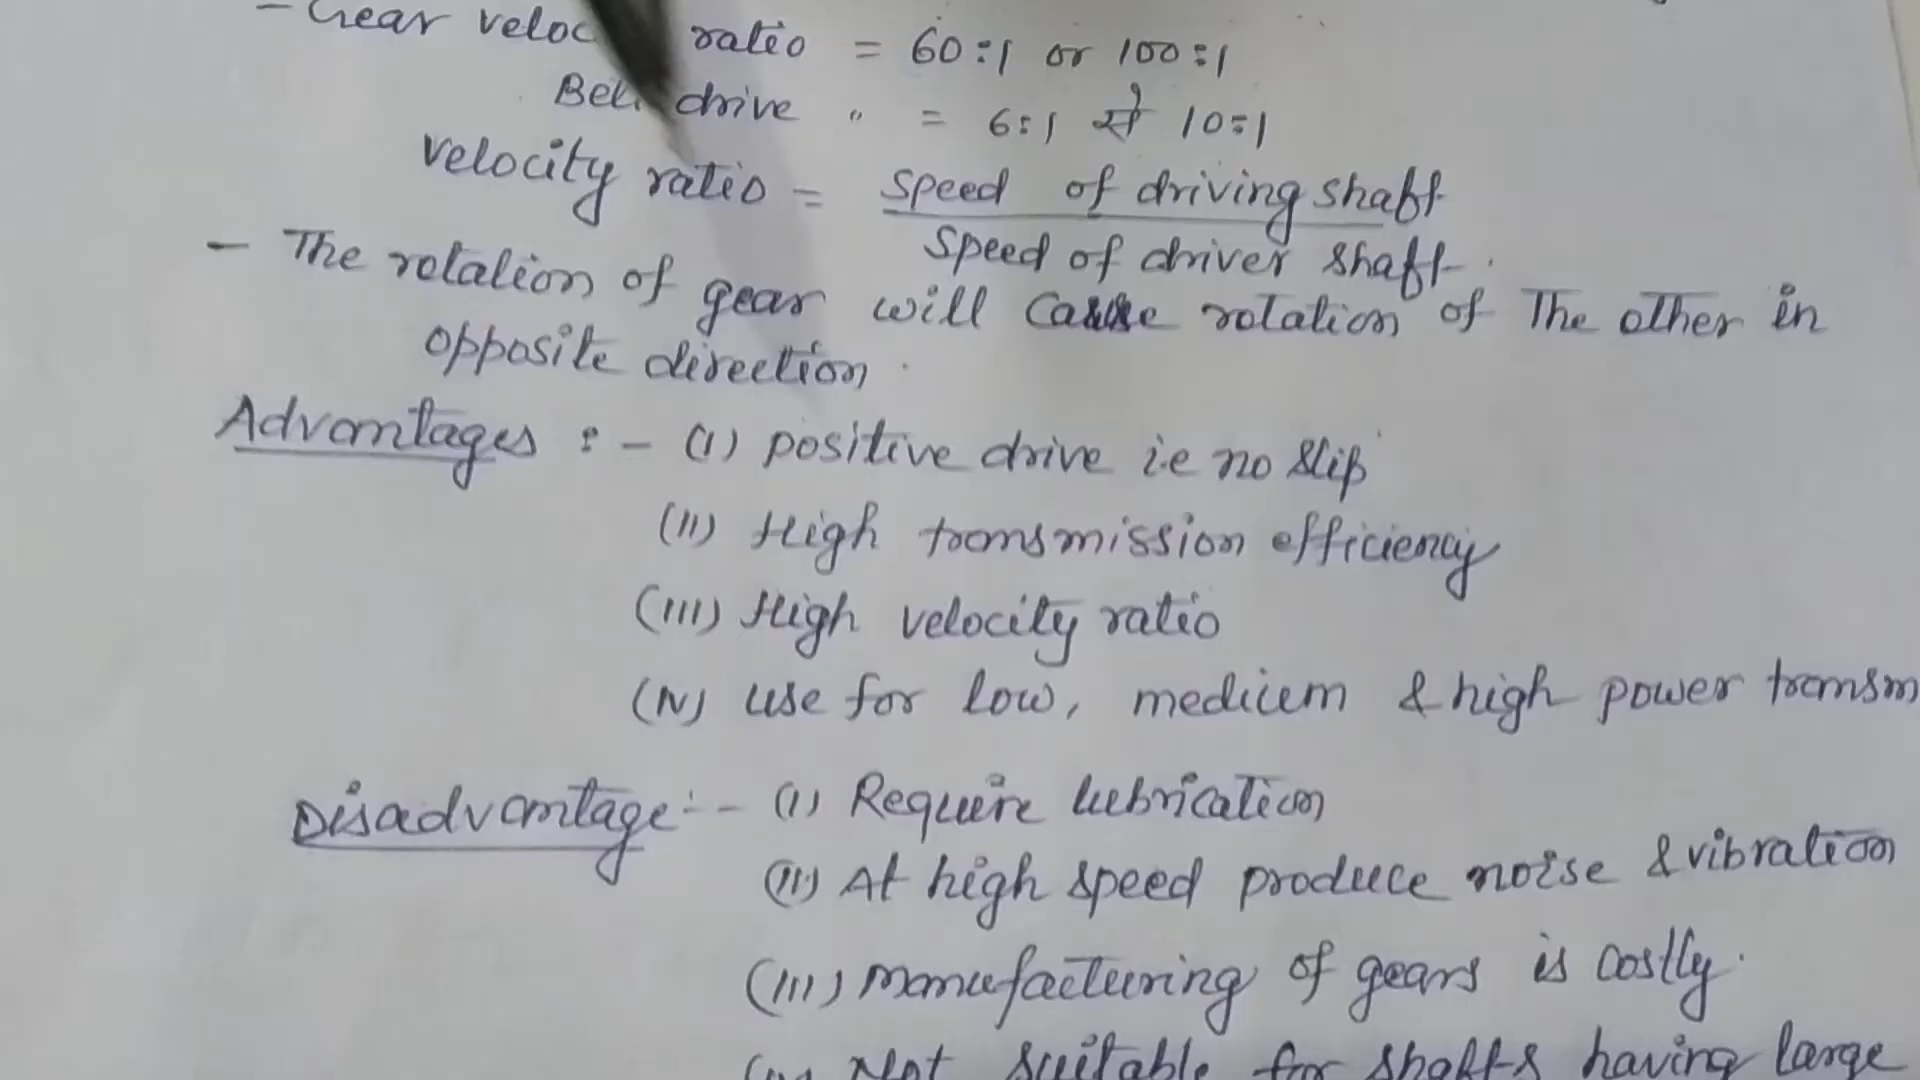 - Gear veloc ratio = 60:1 or 100:1
Bel drive " = 6:1 से 10:1
velocity ratio = speed of driving shaft
speed of driver shaft.
- The rotation of gear will cause rotation of The other in
opposite direction.
Advantages :- (I) positive drive i.e no slip
(II) High transmission efficiency
(III) High velocity ratio
(IV) use for low, medium & high power transm
Disadvantage :- (I) Require lubrication
(II) At high speed produce noise & vibration
(III) manufacturing of gears is costly.
Not suitable for shafts having large